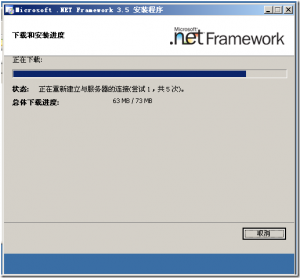 Microsoft .NET Framework 3.5 安装程序
下载和安装进度
Microsoft
.net Framework
正在下载:
状态: 正在重新建立与服务器的连接(尝试 1，共 5 次)。
总体下载进度: 63 MB / 73 MB
取消